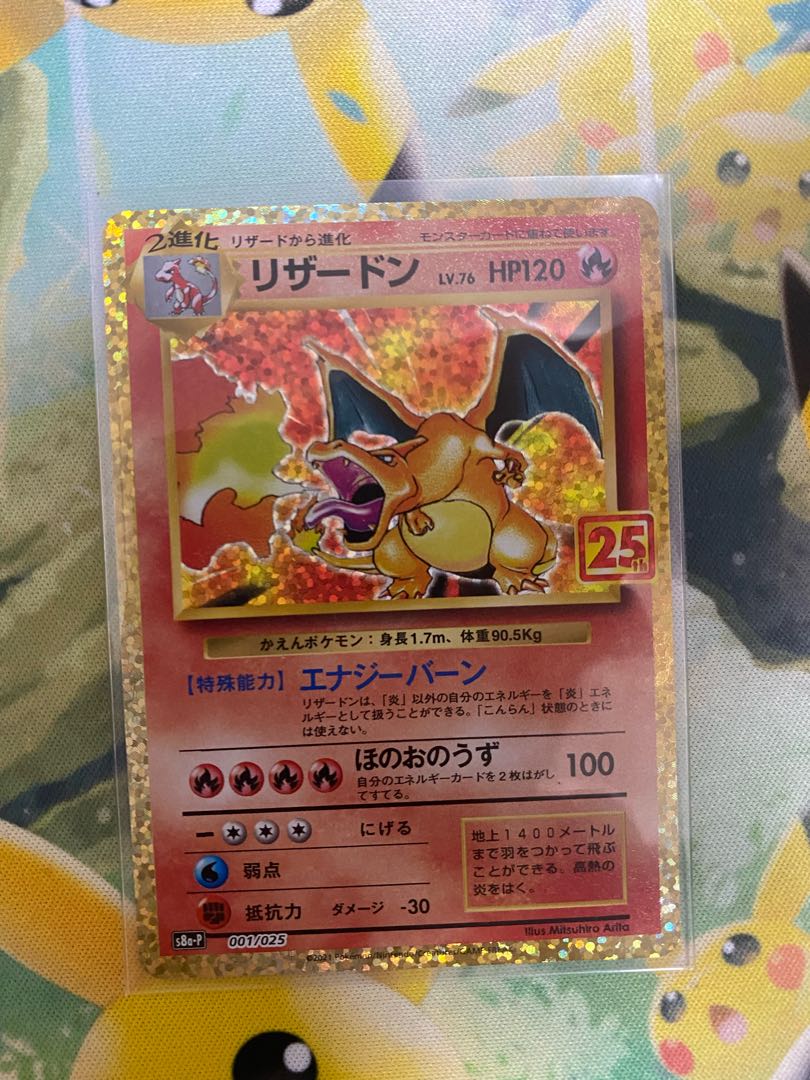 2進化 リザードから進化
モンスターカードに重ねて使います
リザードン LV.76 HP120
25th
かえんポケモン：身長1.7m、体重90.5Kg
【特殊能力】エナジーバーン
リザードンは、「炎」以外の自分のエネルギーを「炎」エネ
ルギーとして扱うことができる。「こんらん」状態のときに
は使えない。
ほのおのうず 100
自分のエネルギーカードを2枚はがし
てすてる。
にげる
弱点
抵抗力 ダメージ -30
地上1400メートル
まで羽をつかって飛ぶ
ことができる。高熱の
炎をはく。
Illus.Mitsuhiro Arita
s8a-P 001/025
©2021 Pokémon/Nintendo/Creatures/GAME FREAK